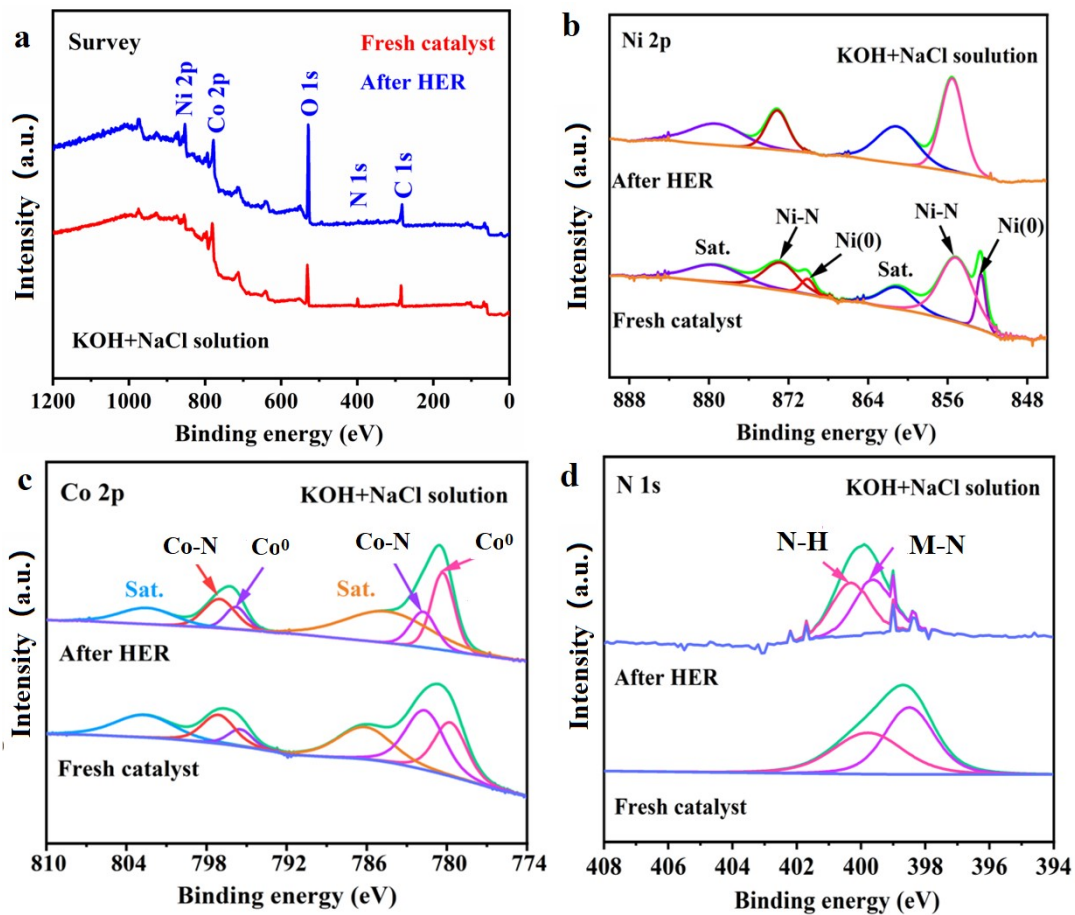 a
Survey
Fresh catalyst
After HER
Ni 2p
Co 2p
O 1s
N 1s
C 1s
KOH+NaCl solution
Intensity (a.u.)
1200 1000 800 600 400 200 0
Binding energy (eV)
b
Ni 2p
KOH+NaCl soulution
After HER
Ni-N
Ni-N
Ni(0)
Ni(0)
Sat.
Sat.
Fresh catalyst
Intensity (a.u.)
888 880 872 864 856 848
Binding energy (eV)
c
Co 2p
KOH+NaCl solution
Co-N
Co⁰
Co-N
Co⁰
Sat.
Sat.
After HER
Fresh catalyst
Intensity (a.u.)
810 804 798 792 786 780 774
Binding energy (eV)
d
N 1s
KOH+NaCl solution
N-H
M-N
After HER
Fresh catalyst
Intensity (a.u.)
408 406 404 402 400 398 396 394
Binding energy (eV)